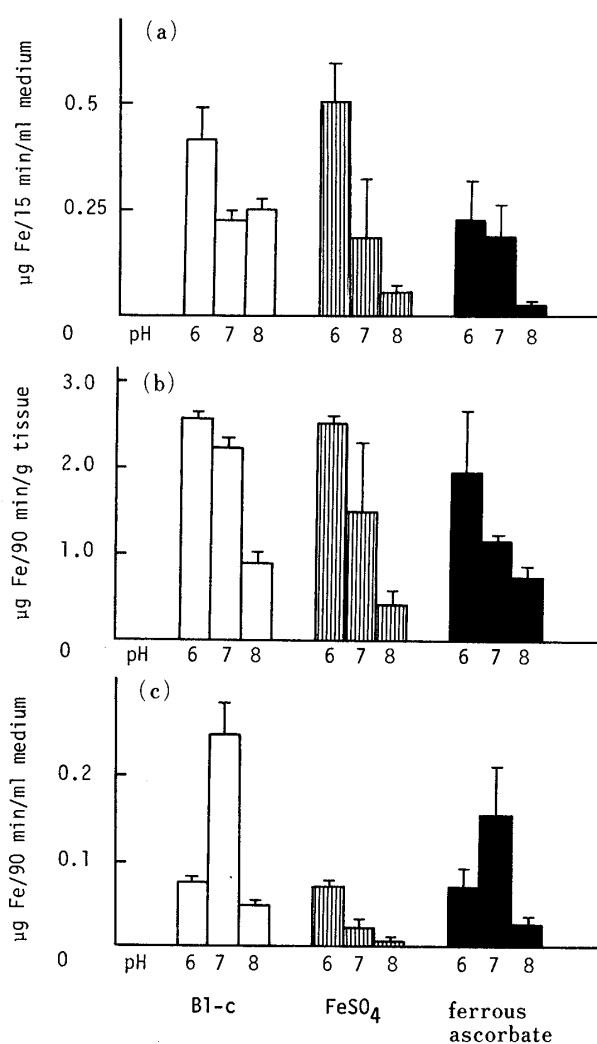 (a)
µg Fe/15 min/ml medium
0.5
0.25
0
pH 6 7 8 6 7 8 6 7 8
(b)
µg Fe/90 min/g tissue
3.0
2.0
1.0
0
pH 6 7 8 6 7 8 6 7 8
(c)
µg Fe/90 min/ml medium
0.2
0.1
0
pH 6 7 8 6 7 8 6 7 8
Bl-c FeSO4 ferrous
ascorbate